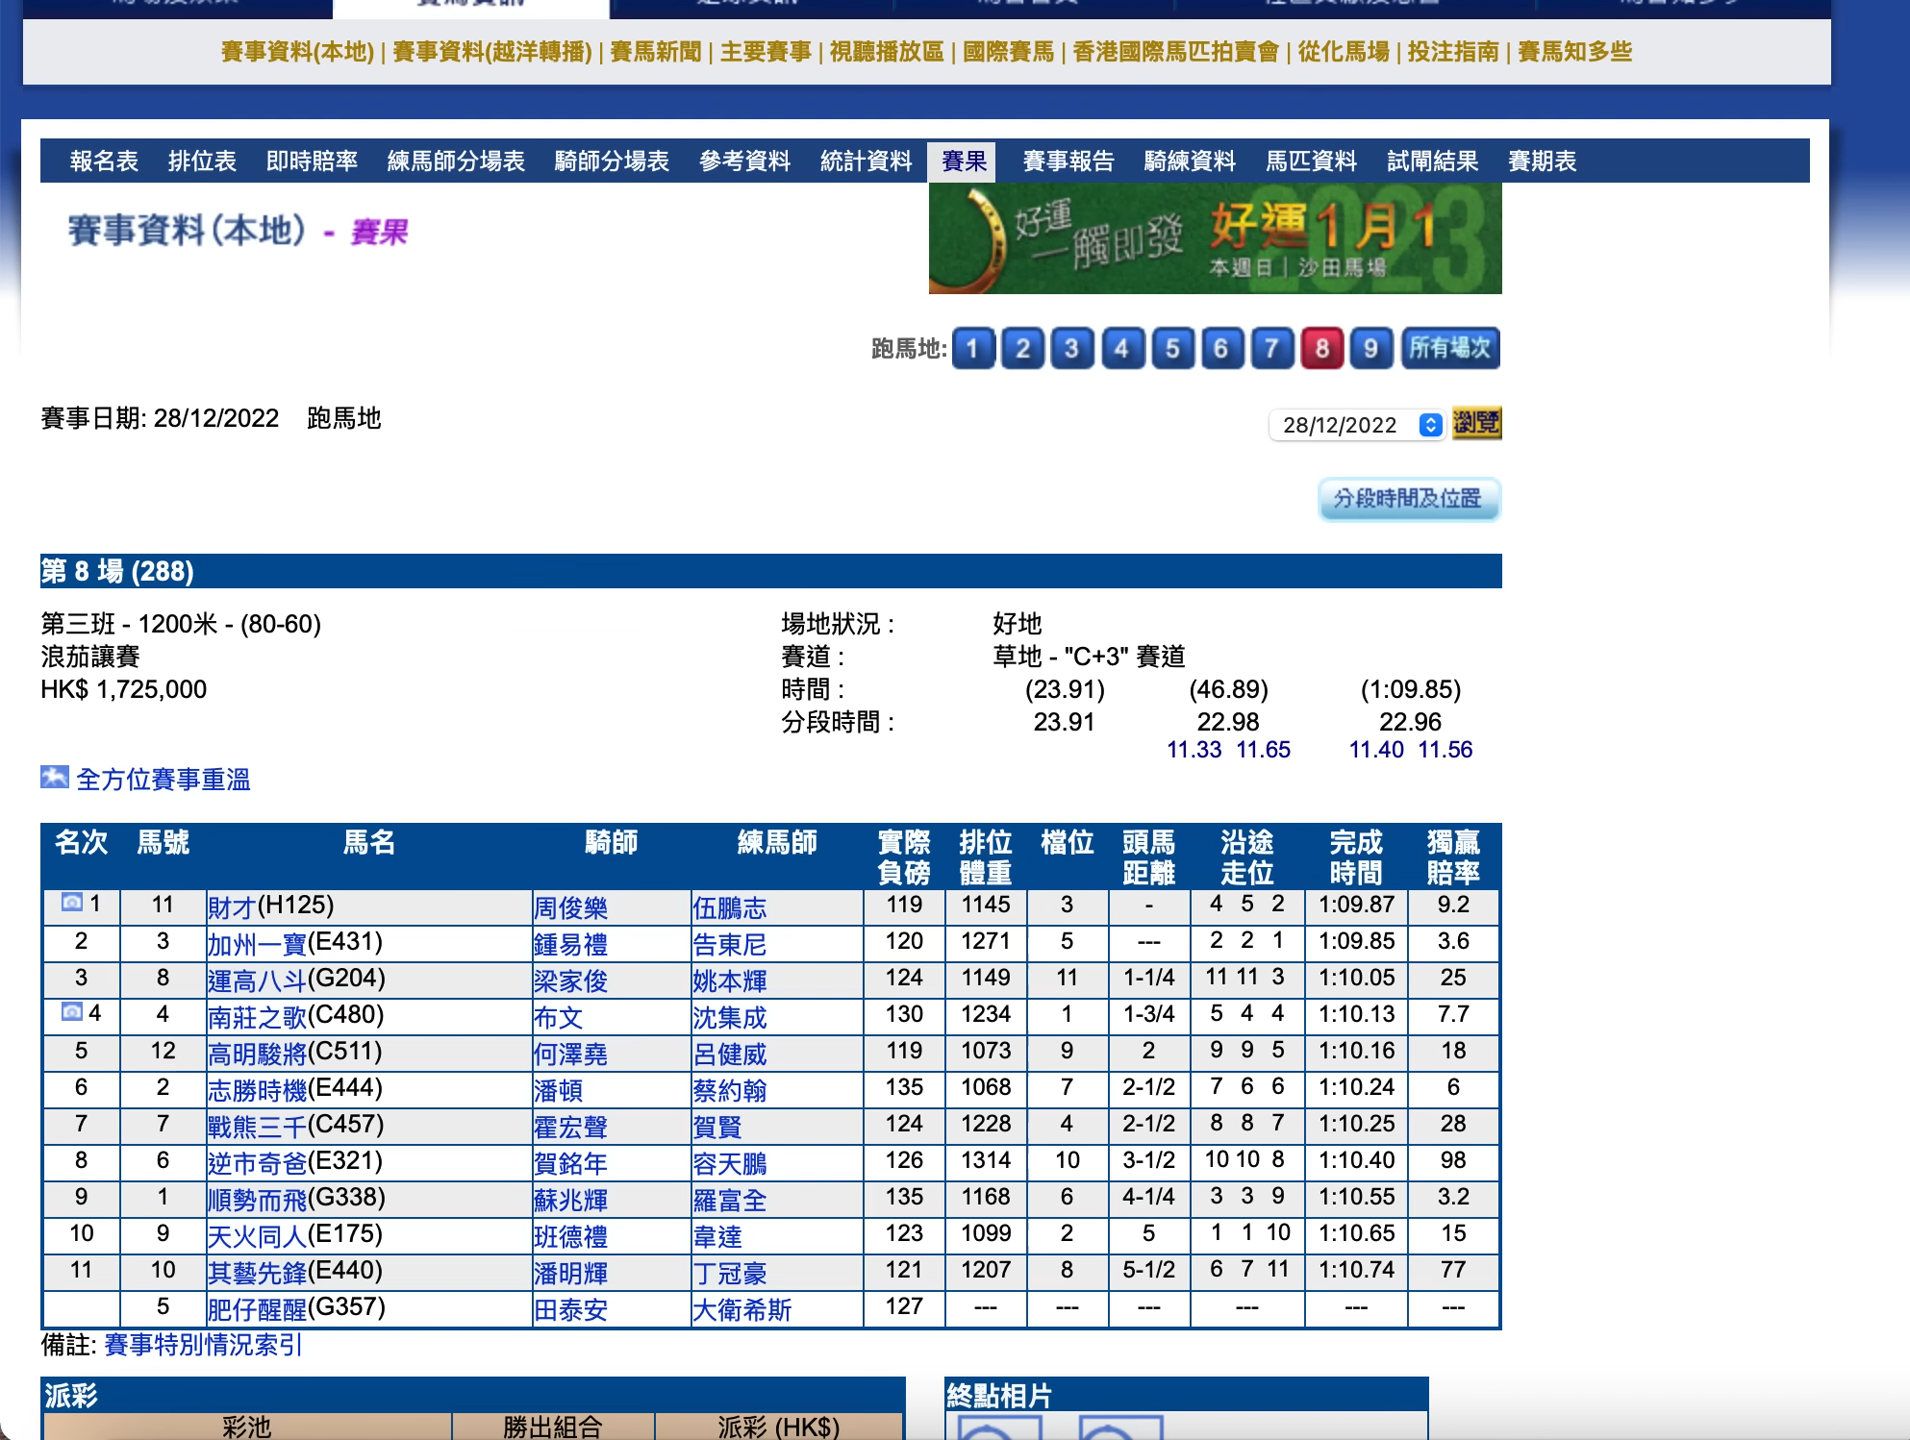 賽事資料(本地) | 賽事資料(越洋轉播) | 賽馬新聞 | 主要賽事 | 視聽播放區 | 國際賽馬 | 香港國際馬匹拍賣會 | 從化馬場 | 投注指南 | 賽馬知多些
報名表 排位表 即時賠率 練馬師分場表 騎師分場表 參考資料 統計資料 賽果 賽事報告 騎練資料 馬匹資料 試閘結果 賽期表
賽事資料(本地) - 賽果
好運一觸即發 好運1月1 2023
本週日 | 沙田馬場
跑馬地: 1 2 3 4 5 6 7 8 9 所有場次
賽事日期: 28/12/2022 跑馬地
28/12/2022 瀏覽
分段時間及位置
第 8 場 (288)
第三班 - 1200米 - (80-60) 場地狀況 : 好地
浪茄讓賽 賽道 : 草地 - "C+3" 賽道
HK$ 1,725,000 時間 : (23.91) (46.89) (1:09.85)
分段時間 : 23.91 22.98 22.96
11.33 11.65 11.40 11.56
全方位賽事重溫
名次 馬號 馬名 騎師 練馬師 實際負磅 排位體重 檔位 頭馬距離 沿途走位 完成時間 獨贏賠率
1 11 財才(H125) 周俊樂 伍鵬志 119 1145 3 - 4 5 2 1:09.87 9.2
2 3 加州一寶(E431) 鍾易禮 告東尼 120 1271 5 --- 2 2 1 1:09.85 3.6
3 8 運高八斗(G204) 梁家俊 姚本輝 124 1149 11 1-1/4 11 11 3 1:10.05 25
4 4 南莊之歌(C480) 布文 沈集成 130 1234 1 1-3/4 5 4 4 1:10.13 7.7
5 12 高明駿將(C511) 何澤堯 呂健威 119 1073 9 2 9 9 5 1:10.16 18
6 2 志勝時機(E444) 潘頓 蔡約翰 135 1068 7 2-1/2 7 6 6 1:10.24 6
7 7 戰熊三千(C457) 霍宏聲 賀賢 124 1228 4 2-1/2 8 8 7 1:10.25 28
8 6 逆市奇爸(E321) 賀銘年 容天鵬 126 1314 10 3-1/2 10 10 8 1:10.40 98
9 1 順勢而飛(G338) 蘇兆輝 羅富全 135 1168 6 4-1/4 3 3 9 1:10.55 3.2
10 9 天火同人(E175) 班德禮 韋達 123 1099 2 5 1 1 10 1:10.65 15
11 10 其藝先鋒(E440) 潘明輝 丁冠豪 121 1207 8 5-1/2 6 7 11 1:10.74 77
5 肥仔醒醒(G357) 田泰安 大衛希斯 127 --- --- --- --- --- ---
備註: 賽事特別情況索引
派彩 終點相片
彩池 勝出組合 派彩 (HK$)